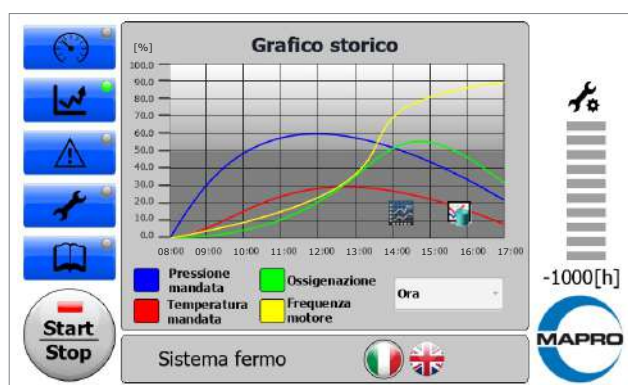 Grafico storico
[%]
100.0
90.0
80.0
70.0
60.0
50.0
40.0
30.0
20.0
10.0
0.0
08:00 09:00 10:00 11:00 12:00 13:00 14:00 15:00 16:00 17:00
Pressione mandata
Ossigenazione
Temperatura mandata
Frequenza motore
Ora
Start
Stop
Sistema fermo
-1000[h]
MAPRO